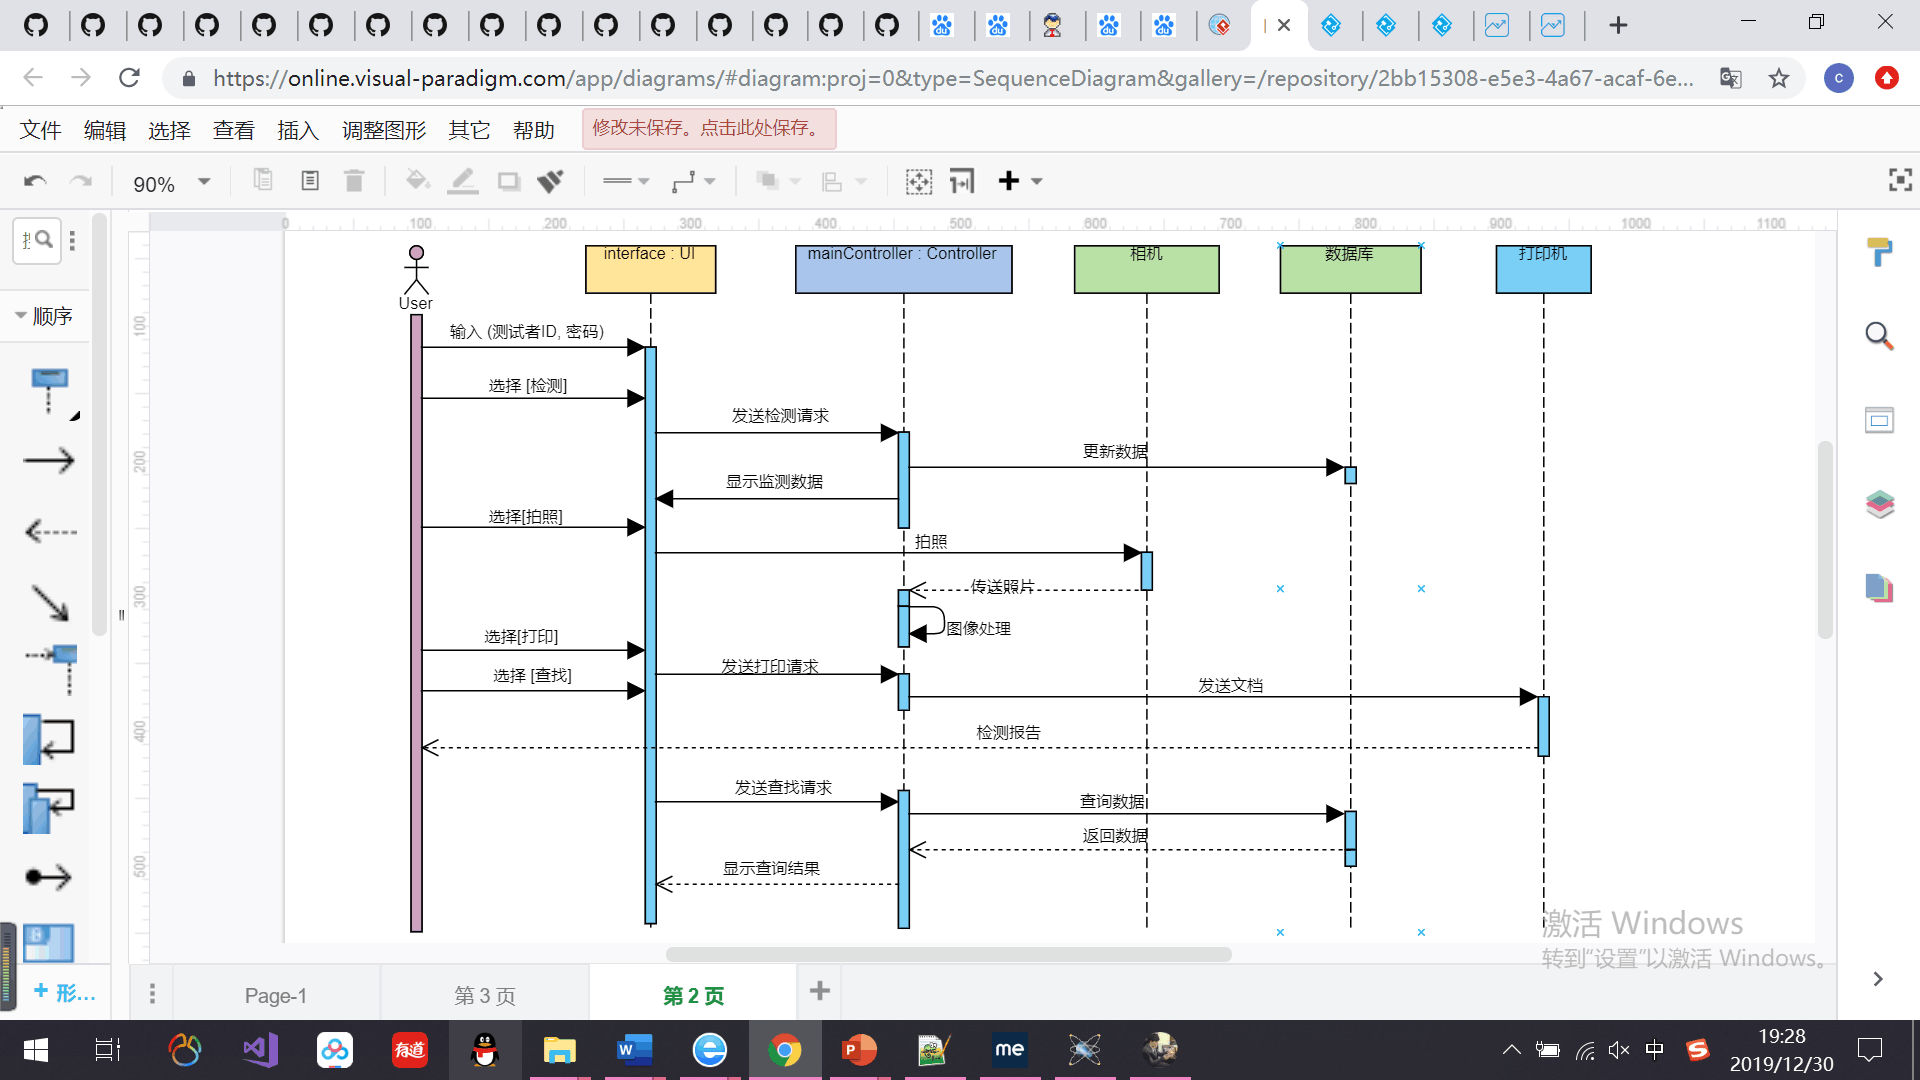 https://online.visual-paradigm.com/app/diagrams/#diagram:proj=0&type=SequenceDiagram&gallery=/repository/2bb15308-e5e3-4a67-acaf-6e...
c
文件 编辑 选择 查看 插入 调整图形 其它 帮助 修改未保存。点击此处保存。
90%
0 100 200 300 400 500 600 700 800 900 1000 1100
顺序
100
200
300
400
500
User
interface : UI
mainController : Controller
相机
数据库
打印机
输入 (测试者ID, 密码)
选择 [检测]
发送检测请求
更新数据
显示监测数据
选择[拍照]
拍照
传送照片
图像处理
选择[打印]
发送打印请求
选择 [查找]
发送文档
检测报告
发送查找请求
查询数据
返回数据
显示查询结果
激活 Windows
转到"设置"以激活 Windows。
+ 形...
Page-1
第 3 页
第 2 页
有道
W
P
me
中
S
19:28
2019/12/30